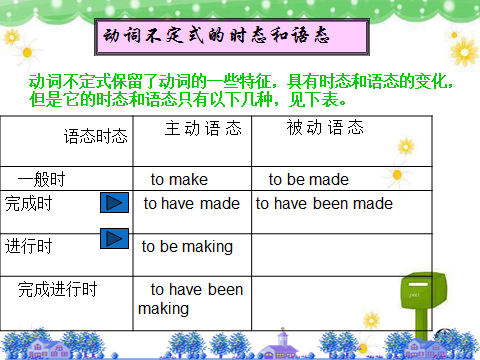 动词不定式的时态和语态
动词不定式保留了动词的一些特征，具有时态和语态的变化，
但是它的时态和语态只有以下几种，见下表。
语态时态 主动语态 被动语态
一般时 to make to be made
完成时 to have made to have been made
进行时 to be making
完成进行时 to have been
making